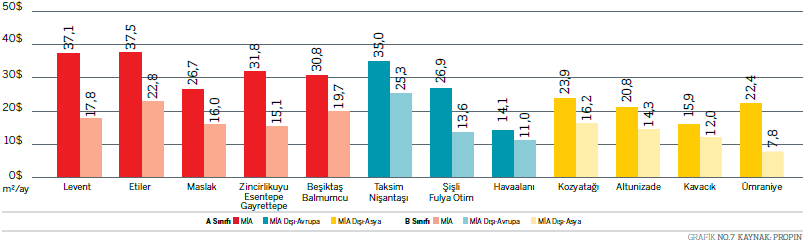 50$
40$
30$
20$
10$
0$
m²/ay
37,1
17,8
37,5
22,8
26,7
16,0
31,8
15,1
30,8
19,7
35,0
25,3
26,9
13,6
14,1
11,0
23,9
16,2
20,8
14,3
15,9
12,0
22,4
7,8
Levent
Etiler
Maslak
Zincirlikuyu
Esentepe
Gayrettepe
Beşiktaş
Balmumcu
Taksim
Nişantaşı
Şişli
Fulya Otim
Havaalanı
Kozyatağı
Altunizade
Kavacık
Ümraniye
A Sınıfı MİA MİA Dışı-Avrupa MİA Dışı-Asya B Sınıfı MİA MİA Dışı-Avrupa MİA Dışı-Asya
GRAFİK NO.7 KAYNAK: PROPIN